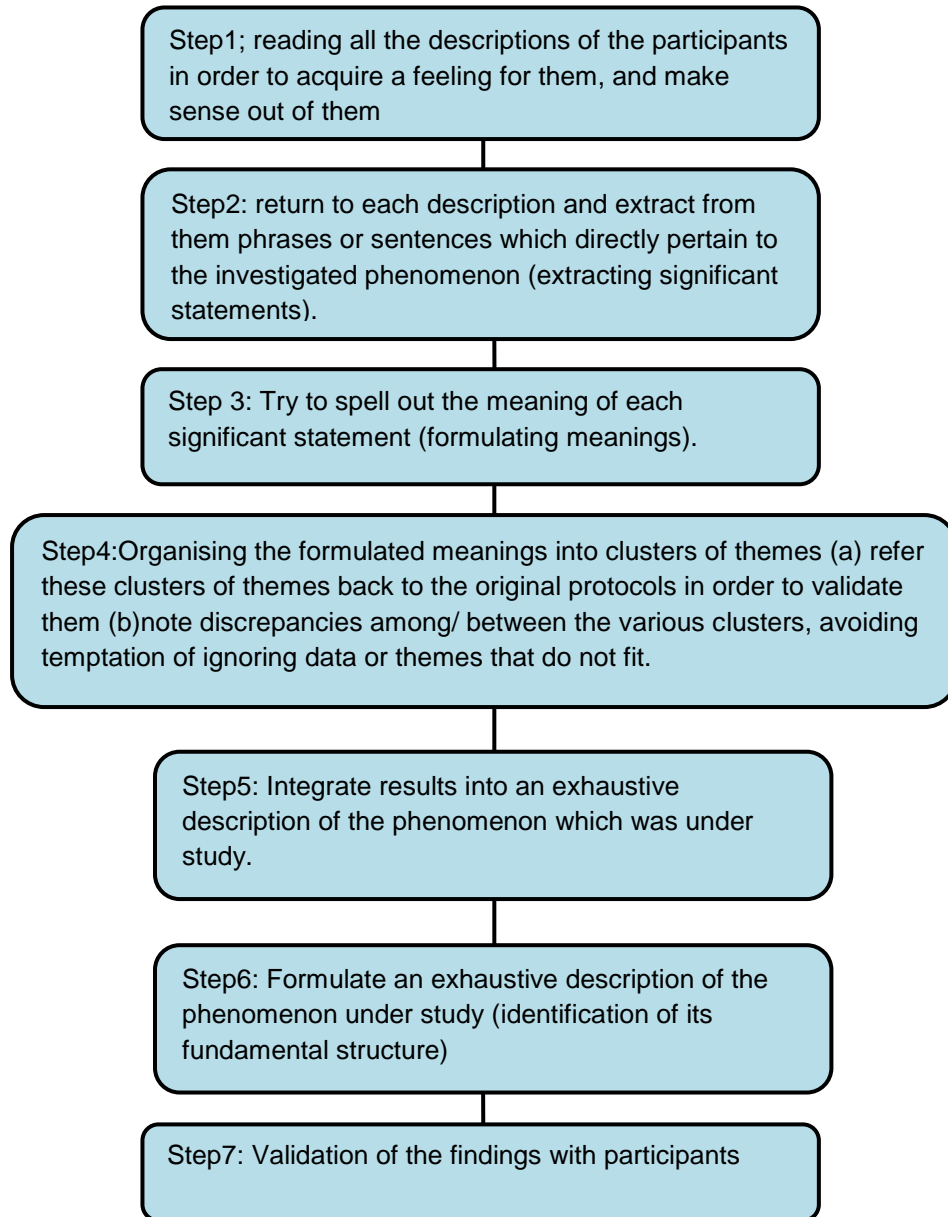 Step1; reading all the descriptions of the participants
in order to acquire a feeling for them, and make
sense out of them
Step2: return to each description and extract from
them phrases or sentences which directly pertain to
the investigated phenomenon (extracting significant
statements).
Step 3: Try to spell out the meaning of each
significant statement (formulating meanings).
Step4:Organising the formulated meanings into clusters of themes (a) refer
these clusters of themes back to the original protocols in order to validate
them (b)note discrepancies among/ between the various clusters, avoiding
temptation of ignoring data or themes that do not fit.
Step5: Integrate results into an exhaustive
description of the phenomenon which was under
study.
Step6: Formulate an exhaustive description of the
phenomenon under study (identification of its
fundamental structure)
Step7: Validation of the findings with participants